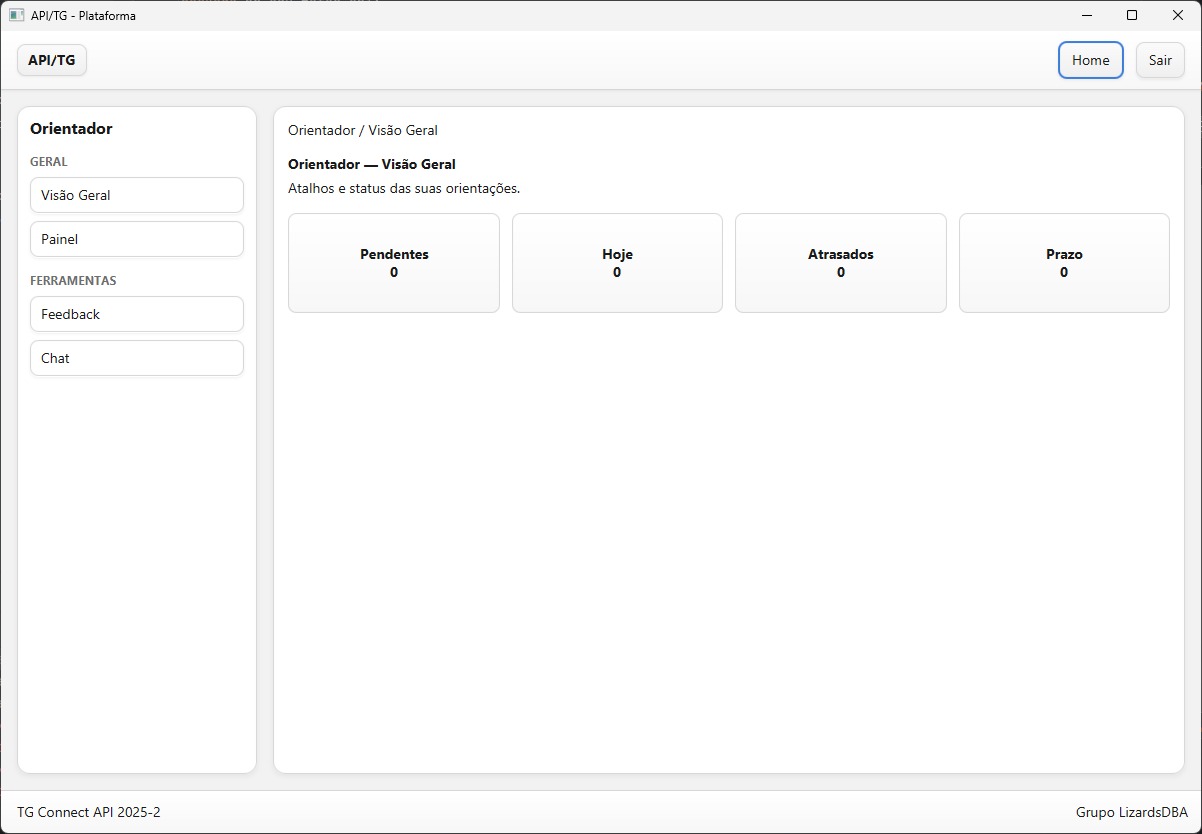 API/TG - Plataforma
API/TG
Home
Sair
Orientador
GERAL
Visão Geral
Painel
FERRAMENTAS
Feedback
Chat
Orientador / Visão Geral
Orientador — Visão Geral
Atalhos e status das suas orientações.
Pendentes
0
Hoje
0
Atrasados
0
Prazo
0
TG Connect API 2025-2
Grupo LizardsDBA